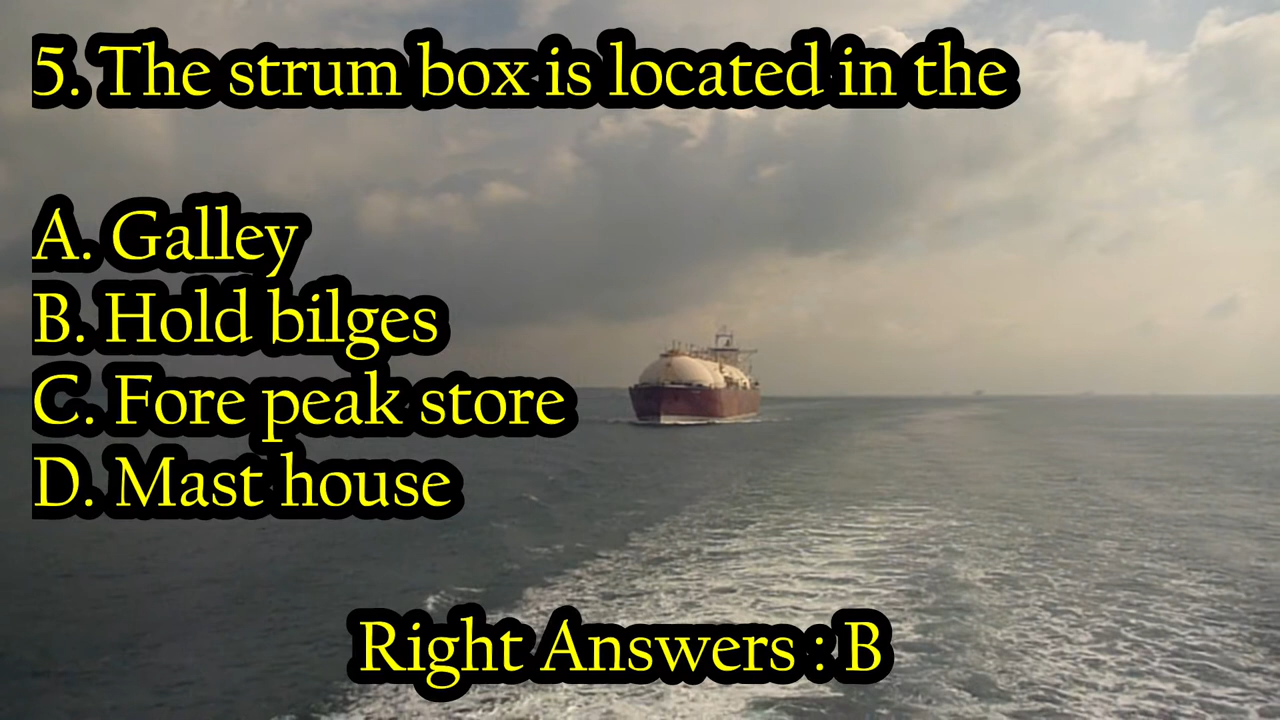 5. The strum box is located in the
A. Galley
B. Hold bilges
C. Fore peak store
D. Mast house
Right Answers : B